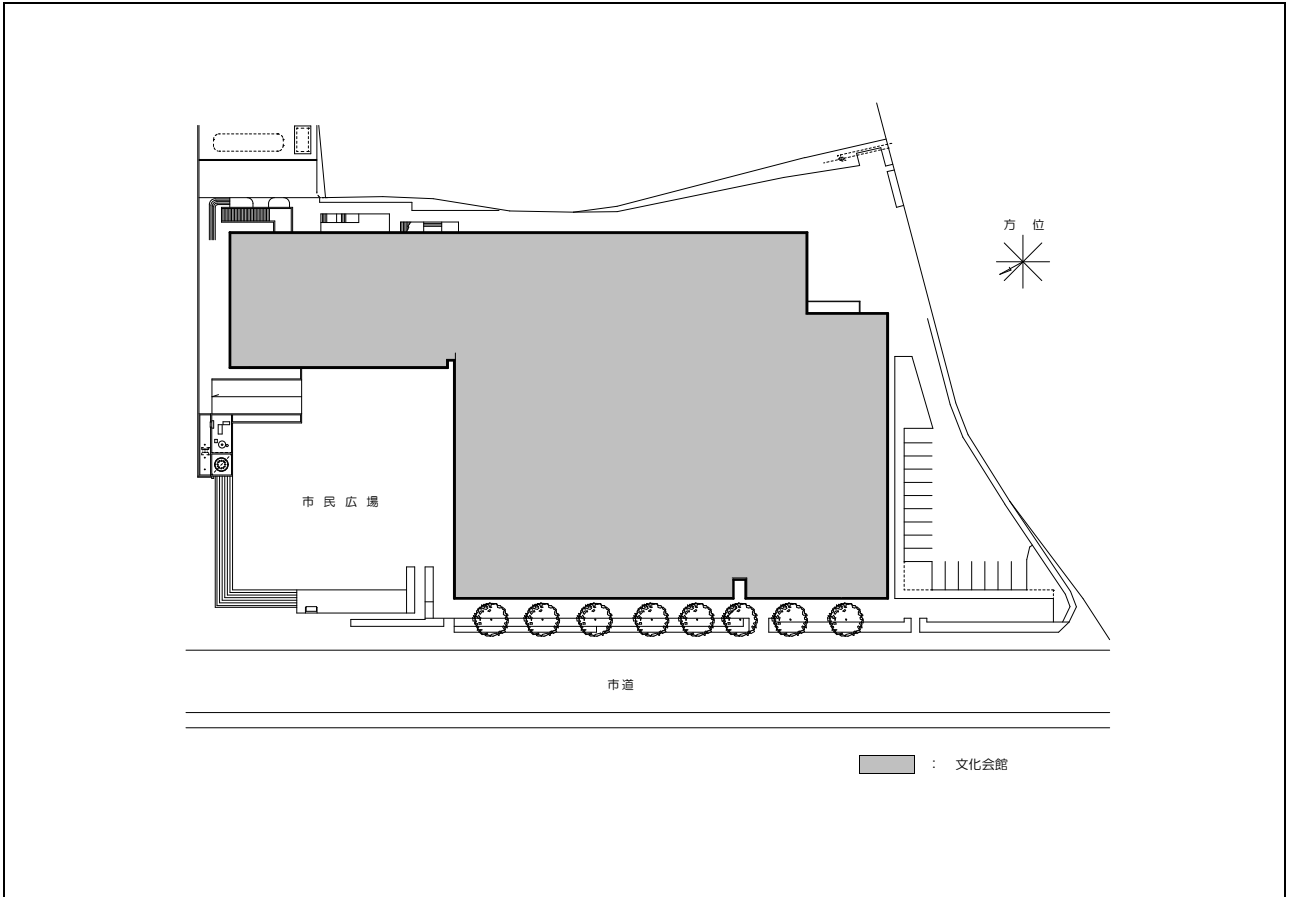 方 位
市 民 広 場
市道
： 文化会館